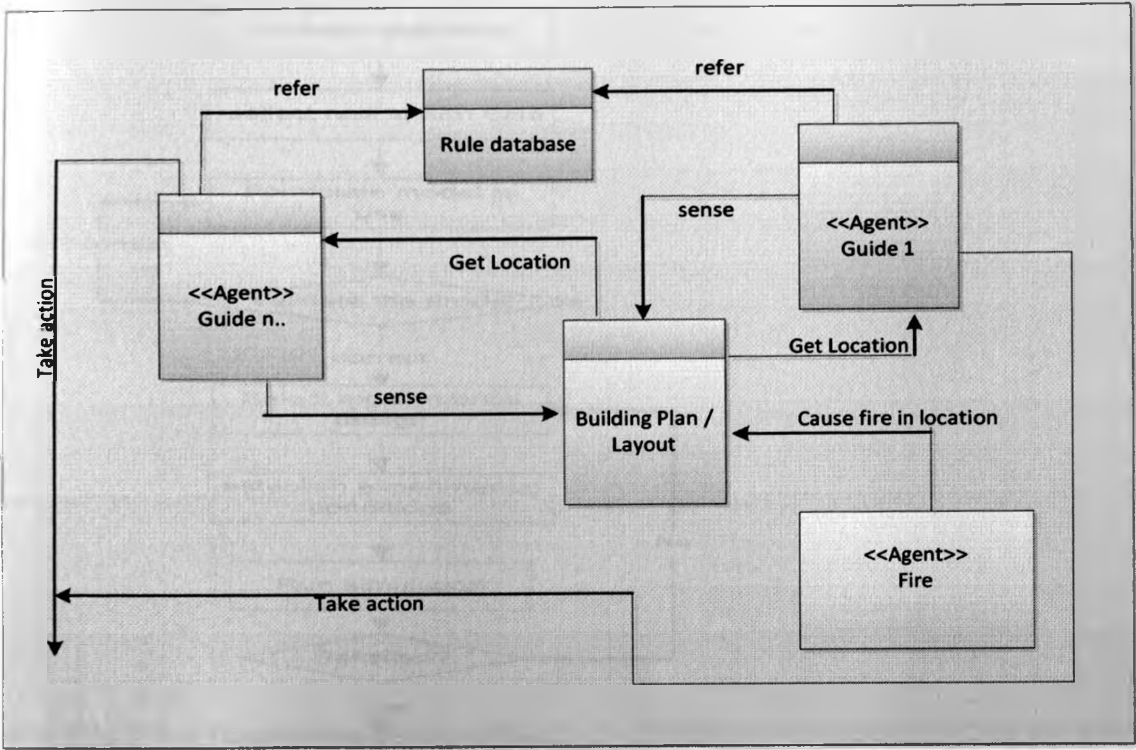 refer
refer
Rule database
sense
<<Agent>>
Guide 1
Get Location
<<Agent>>
Guide n..
Take action
Get Location
sense
Building Plan /
Layout
Cause fire in location
<<Agent>>
Fire
Take action